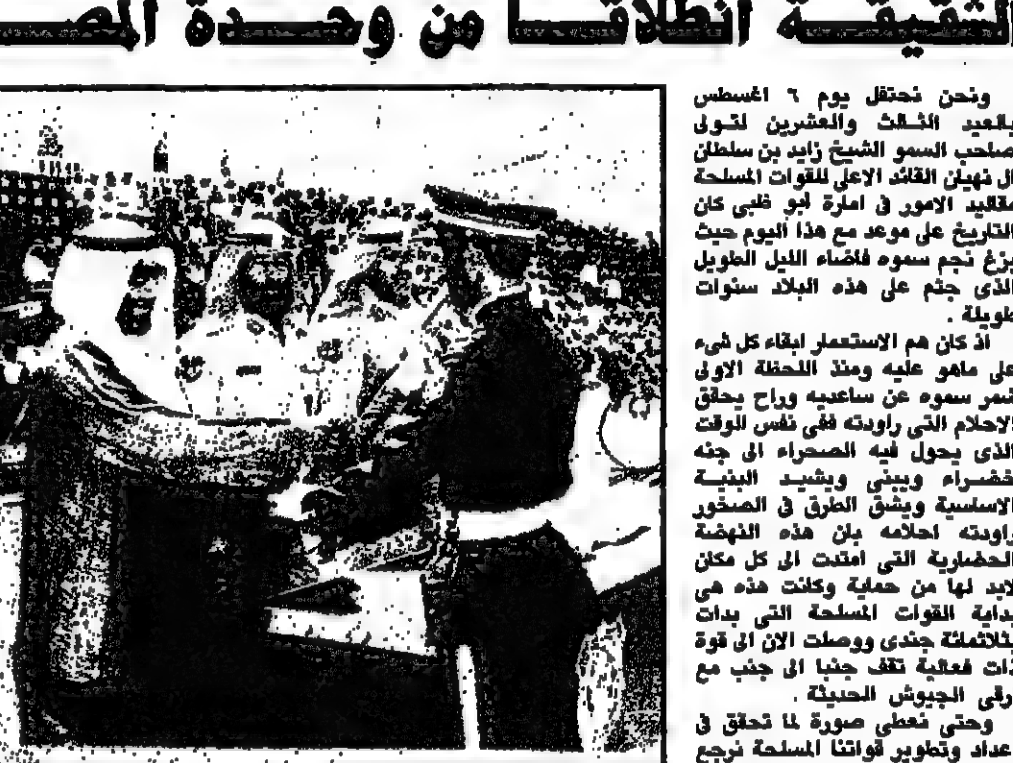 الشقيقة انطلاقا من وحدة المصـ
ونحن نحتفل يوم ٦ اغسطس
بالعيد الثالث والعشرين لتولى
صاحب السمو الشيخ زايد بن سلطان
ال نهيان القائد الاعلى للقوات المسلحة
مقاليد الامور فى امارة أبو ظبى كان
التاريخ على موعد مع هذا اليوم حيث
بزغ نجم سموه فاضاء الليل الطويل
الذى جثم على هذه البلاد سنوات
طويلة .
اذ كان هم الاستعمار ابقاء كل شىء
على ماهو عليه ومنذ اللحظة الاولى
شمر سموه عن ساعديه وراح يحقق
الاحلام التى راودته ففى نفس الوقت
الذى يحول فيه الصحراء الى جنه
خضراء ويبنى ويشيد البنية
الاساسية ويشق الطرق فى الصخور
راودته احلامه بان هذه النهضة
الحضارية التى امتدت الى كل مكان
لابد لها من حماية وكانت هذه هى
بداية القوات المسلحة التى بدات
بثلاثمائة جندى ووصلت الان الى قوة
ذات فعالية تقف جنبا الى جنب مع
ارقى الجيوش الحديثة .
وحتى نعطى صورة لما تحقق فى
اعداد وتطوير قواتنا المسلحة نرجع